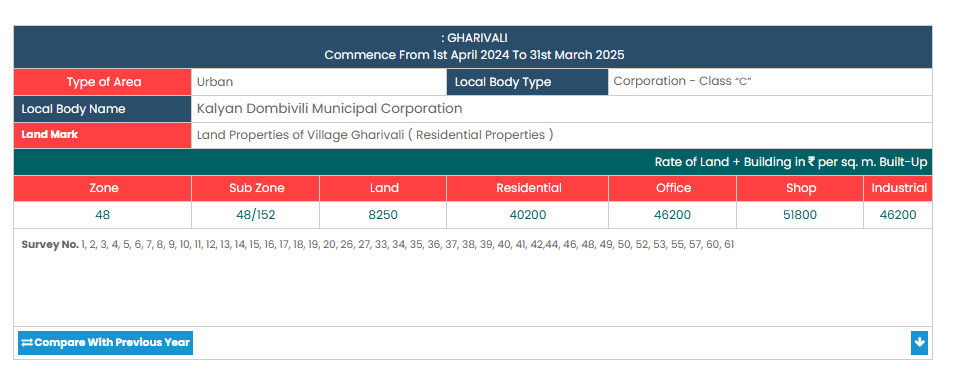 : GHARIVALI
Commence From 1st April 2024 To 31st March 2025
Type of Area Urban Local Body Type Corporation - Class “C”
Local Body Name Kalyan Dombivili Municipal Corporation
Land Mark Land Properties of Village Gharivali ( Residential Properties )
Rate of Land + Building in ₹ per sq. m. Built-Up
Zone Sub Zone Land Residential Office Shop Industrial
48 48/152 8250 40200 46200 51800 46200
Survey No. 1, 2, 3, 4, 5, 6, 7, 8, 9, 10, 11, 12, 13, 14, 15, 16, 17, 18, 19, 20, 26, 27, 33, 34, 35, 36, 37, 38, 39, 40, 41, 42,44, 46, 48, 49, 50, 52, 53, 55, 57, 60, 61
Compare With Previous Year